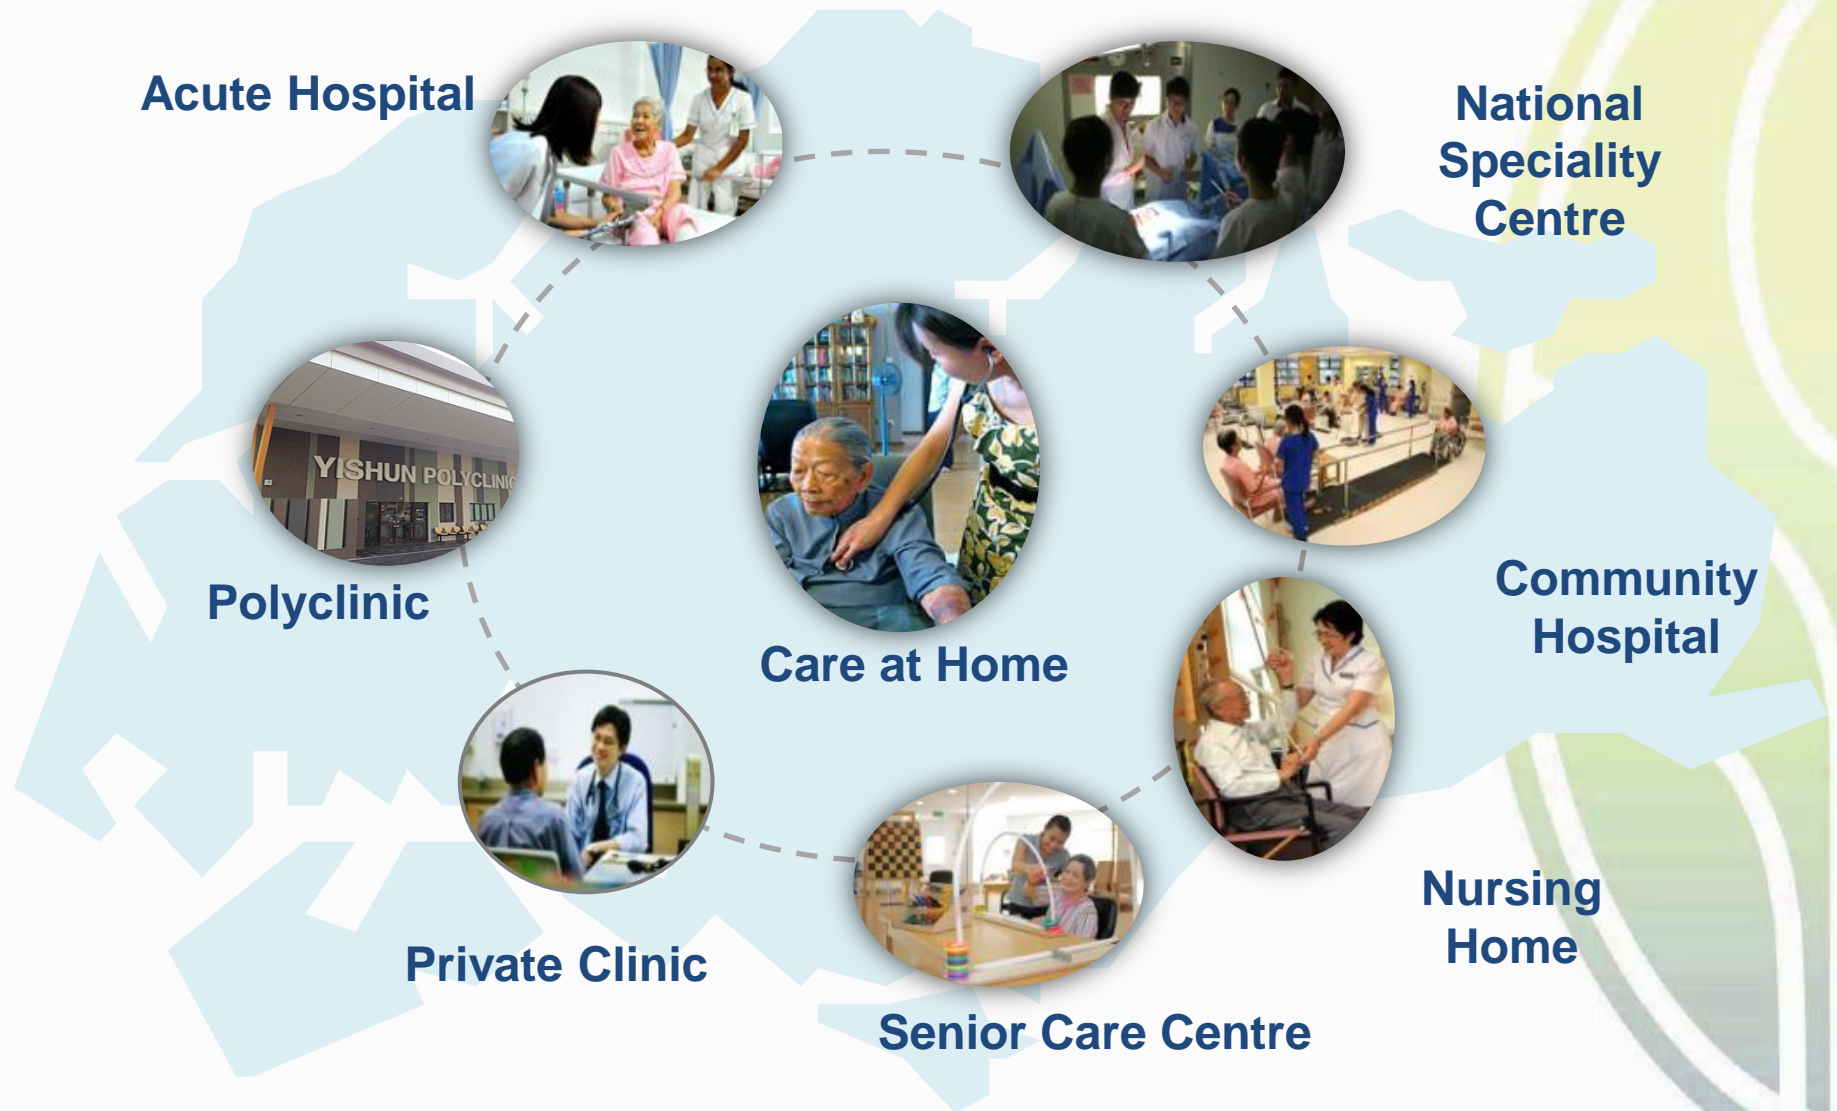 Acute Hospital
National
Speciality
Centre
YISHUN POLYCLINIC
Polyclinic
Care at Home
Community
Hospital
Private Clinic
Nursing
Home
Senior Care Centre